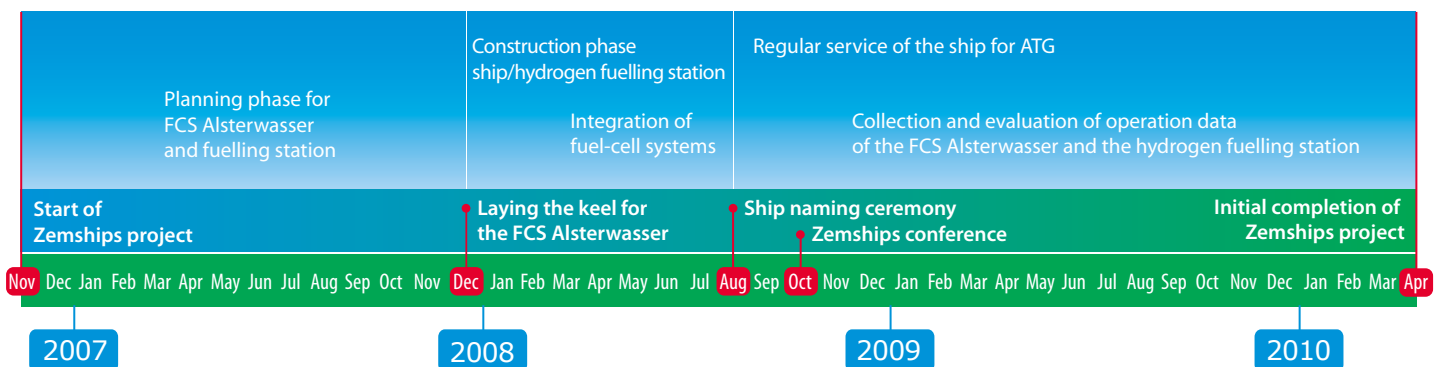 Planning phase for
FCS Alsterwasser
and fuelling station
Construction phase
ship/hydrogen fuelling station
Integration of
fuel-cell systems
Regular service of the ship for ATG
Collection and evaluation of operation data
of the FCS Alsterwasser and the hydrogen fuelling station
Start of
Zemships project
Laying the keel for
the FCS Alsterwasser
Ship naming ceremony
Zemships conference
Initial completion of
Zemships project
Nov Dec Jan Feb Mar Apr May Jun Jul Aug Sep Oct Nov Dec Jan Feb Mar Apr May Jun Jul Aug Sep Oct Nov Dec Jan Feb Mar Apr May Jun Jul Aug Sep Oct Nov Dec Jan Feb Mar Apr
2007 2008 2009 2010